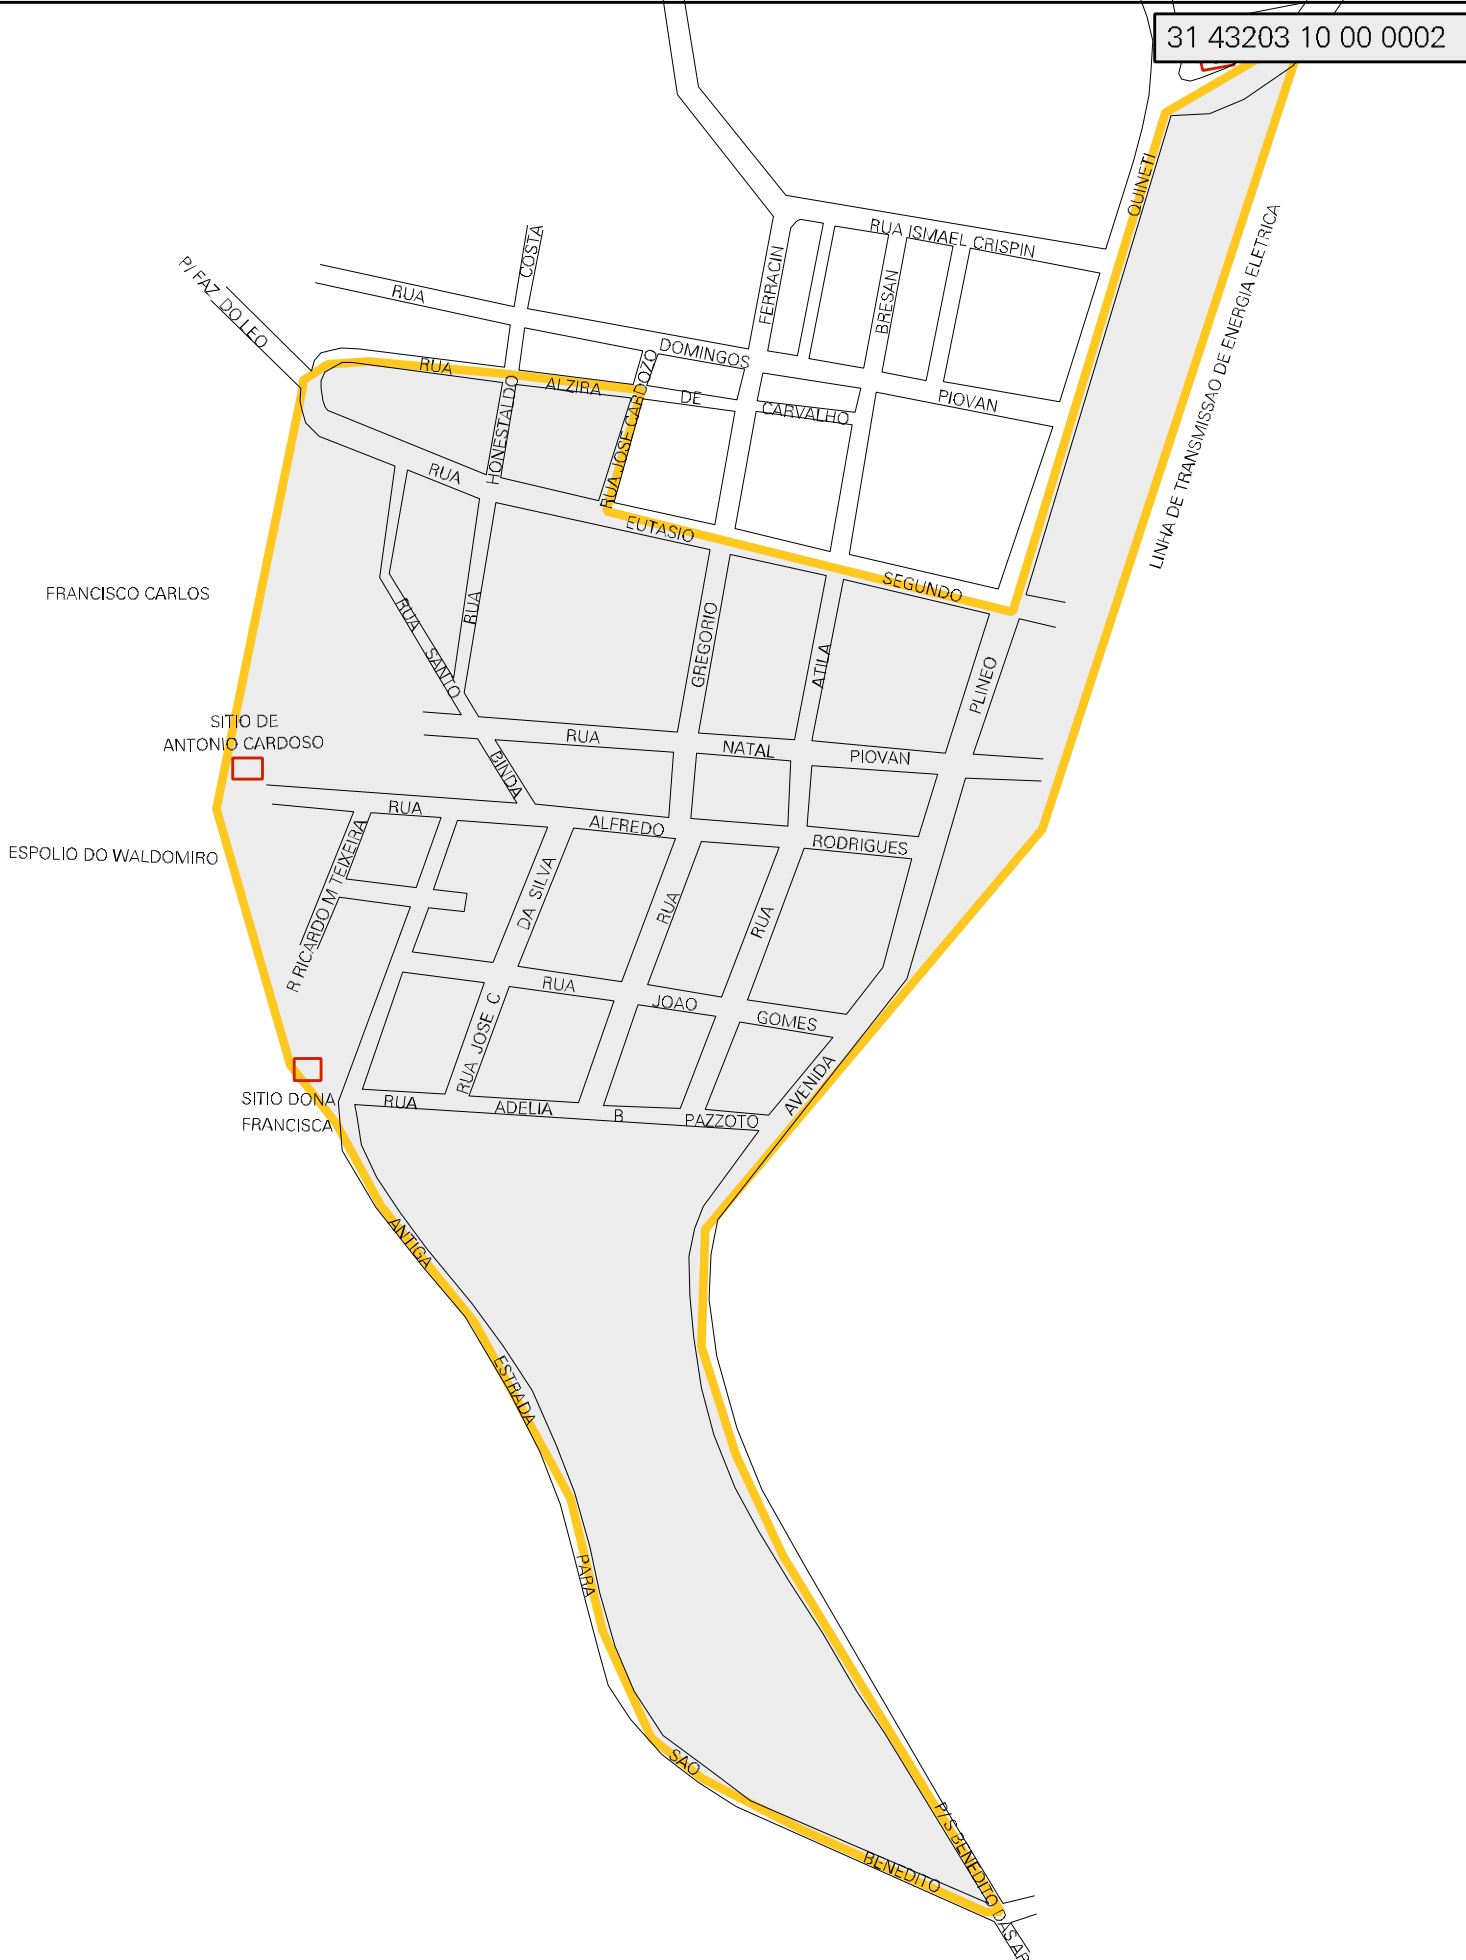 31 43203 10 00 0002
QUINETI
RUA ISMAEL CRISPIN
COSTA
FERRACIN
BRESAN
P/ FAZ DO LEO
RUA
DOMINGOS
PIOVAN
LINHA DE TRANSMISSAO DE ENERGIA ELETRICA
RUA
ALZIRA
DE
CARVALHO
HONESTALDO
RUA JOSE CARDOZO
RUA
EUTASIO
SEGUNDO
FRANCISCO CARLOS
RUA
SANTO
BINDA
RUA
GREGORIO
ATILA
PLINEO
SITIO DE
ANTONIO CARDOSO
RUA
NATAL
PIOVAN
RUA
ALFREDO
RODRIGUES
ESPOLIO DO WALDOMIRO
R RICARDO M TEIXEIRA
DA SILVA
RUA
RUA
RUA
JOAO
GOMES
RUA JOSE C
AVENIDA
SITIO DONA
FRANCISCA
RUA
ADELIA
B
PAZZOTO
ANTIGA
ESTRADA
PARA
SAO
BENEDITO
P/ S BENEDITO DAS AR